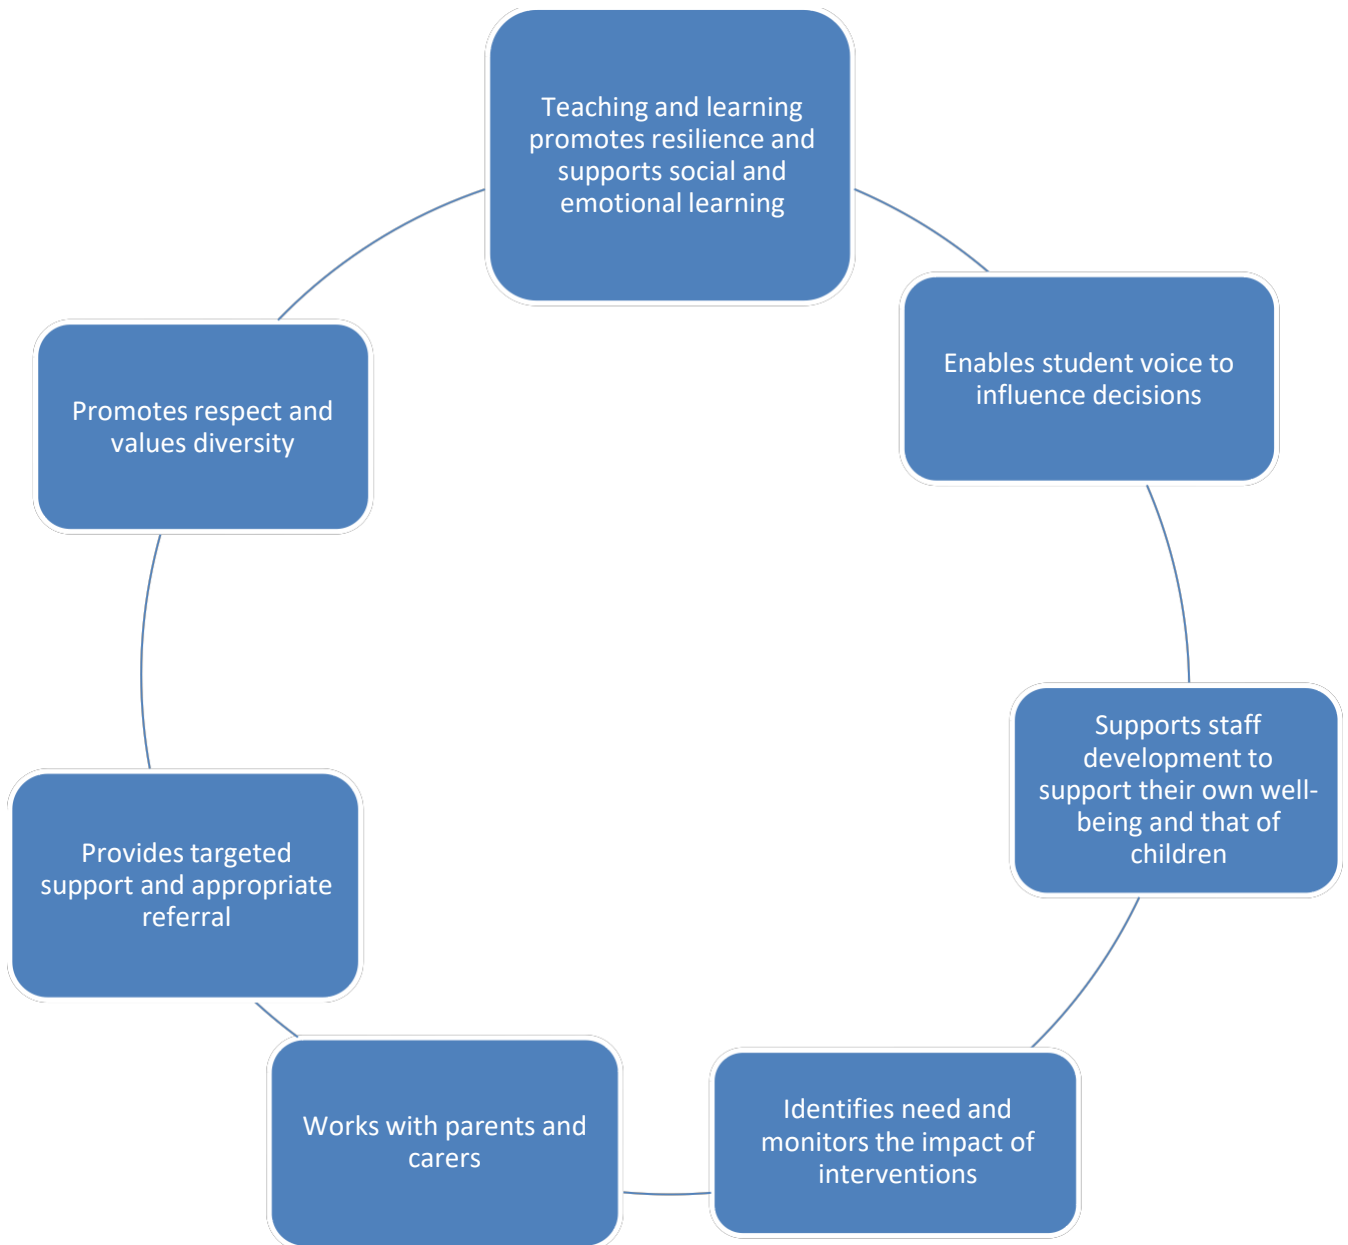 Teaching and learning
promotes resilience and
supports social and
emotional learning
Enables student voice to
influence decisions
Supports staff
development to
support their own well-
being and that of
children
Identifies need and
monitors the impact of
interventions
Works with parents and
carers
Provides targeted
support and appropriate
referral
Promotes respect and
values diversity